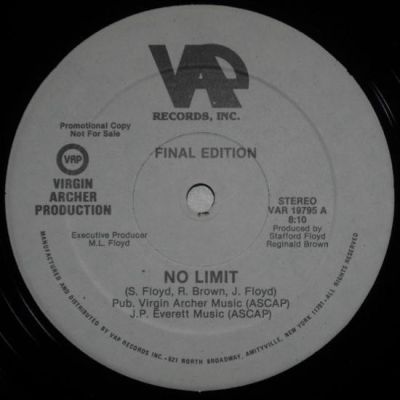 VAP
RECORDS, INC.
Promotional Copy
Not For Sale
FINAL EDITION
VAP
VIRGIN
ARCHER
PRODUCTION
STEREO
VAR 19795 A
8:10
Executive Producer
M.L. Floyd
Produced by
Stafford Floyd
Reginald Brown
NO LIMIT
(S. Floyd, R. Brown, J. Floyd)
Pub. Virgin Archer Music (ASCAP)
J.P. Everett Music (ASCAP)
MANUFACTURED AND DISTRIBUTED BY VAP RECORDS INC. - 621 NORTH BROADWAY, AMITYVILLE, NEW YORK 11701 - ALL RIGHTS RESERVED